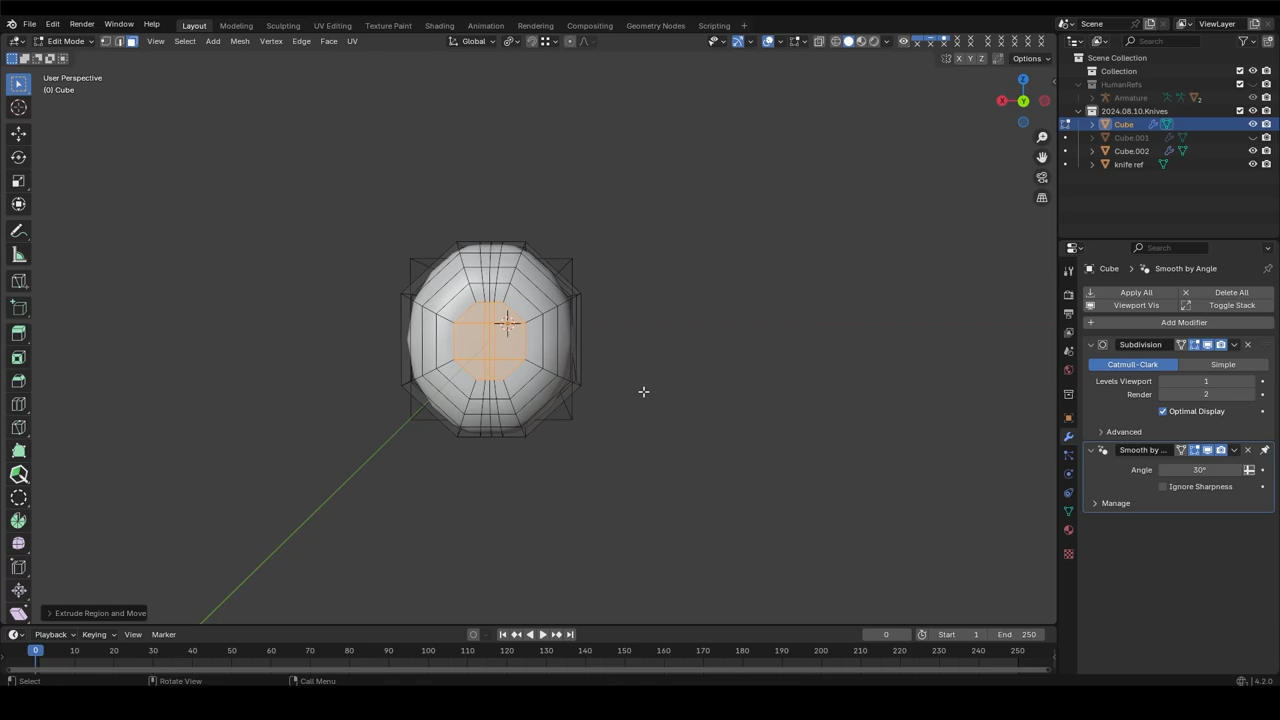 File Edit Render Window Help Layout Modeling Sculpting UV Editing Texture Paint Shading Animation Rendering Compositing Geometry Nodes Scripting + Scene ViewLayer
Edit Mode View Select Add Mesh Vertex Edge Face UV Global Search
X Y Z Options
User Perspective
(0) Cube
Scene Collection
Collection
HumanRefs
Armature 2
2024.08.10.Knives
Cube
Cube.001
Cube.002
knife ref
Z
X Y
Search
Cube Smooth by Angle
Apply All Delete All
Viewport Vis Toggle Stack
Add Modifier
Subdivision
Catmull-Clark Simple
Levels Viewport 1
Render 2
Optimal Display
Advanced
Smooth by ...
Angle 30°
Ignore Sharpness
Manage
Extrude Region and Move
Playback Keying View Marker 0 Start 1 End 250
0 10 20 30 40 50 60 70 80 90 100 110 120 130 140 150 160 170 180 190 200 210 220 230 240 250
Select Rotate View Call Menu 4.2.0